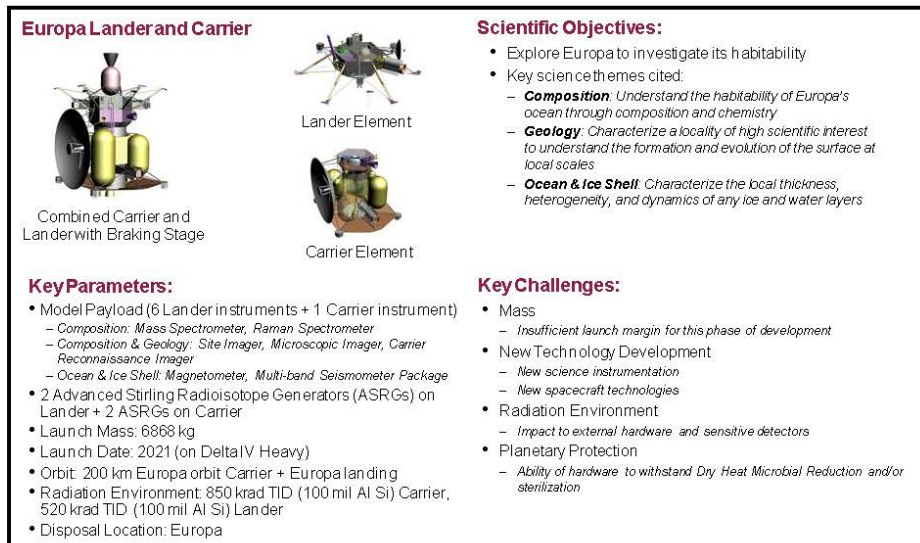 Europa Lander and Carrier
Lander Element
Combined Carrier and
Lander with Braking Stage
Carrier Element
Scientific Objectives:
• Explore Europa to investigate its habitability
• Key science themes cited:
– Composition: Understand the habitability of Europa's
ocean through composition and chemistry
– Geology: Characterize a locality of high scientific interest
to understand the formation and evolution of the surface at
local scales
– Ocean & Ice Shell: Characterize the local thickness,
heterogeneity, and dynamics of any ice and water layers
Key Parameters:
• Model Payload (6 Lander instruments + 1 Carrier instrument)
– Composition: Mass Spectrometer, Raman Spectrometer
– Composition & Geology: Site Imager, Microscopic Imager, Carrier
Reconnaissance Imager
– Ocean & Ice Shell: Magnetometer, Multi-band Seismometer Package
• 2 Advanced Stirling Radioisotope Generators (ASRGs) on
Lander + 2 ASRGs on Carrier
• Launch Mass: 6868 kg
• Launch Date: 2021 (on Delta IV Heavy)
• Orbit: 200 km Europa orbit Carrier + Europa landing
• Radiation Environment: 850 krad TID (100 mil Al Si) Carrier,
520 krad TID (100 mil Al Si) Lander
• Disposal Location: Europa
Key Challenges:
• Mass
– Insufficient launch margin for this phase of development
• New Technology Development
– New science instrumentation
– New spacecraft technologies
• Radiation Environment
– Impact to external hardware and sensitive detectors
• Planetary Protection
– Ability of hardware to withstand Dry Heat Microbial Reduction and/or
sterilization